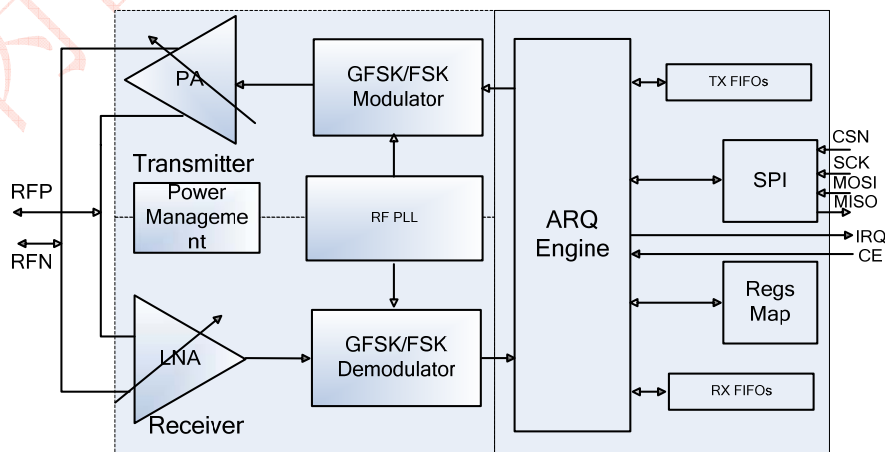 PA
GFSK/FSK
Modulator
TX FIFOs
CSN
SCK
MOSI
MISO
SPI
Transmitter
Power
Manageme
nt
RFP
RFN
RF PLL
ARQ
Engine
IRQ
CE
Regs
Map
LNA
GFSK/FSK
Demodulator
RX FIFOs
Receiver